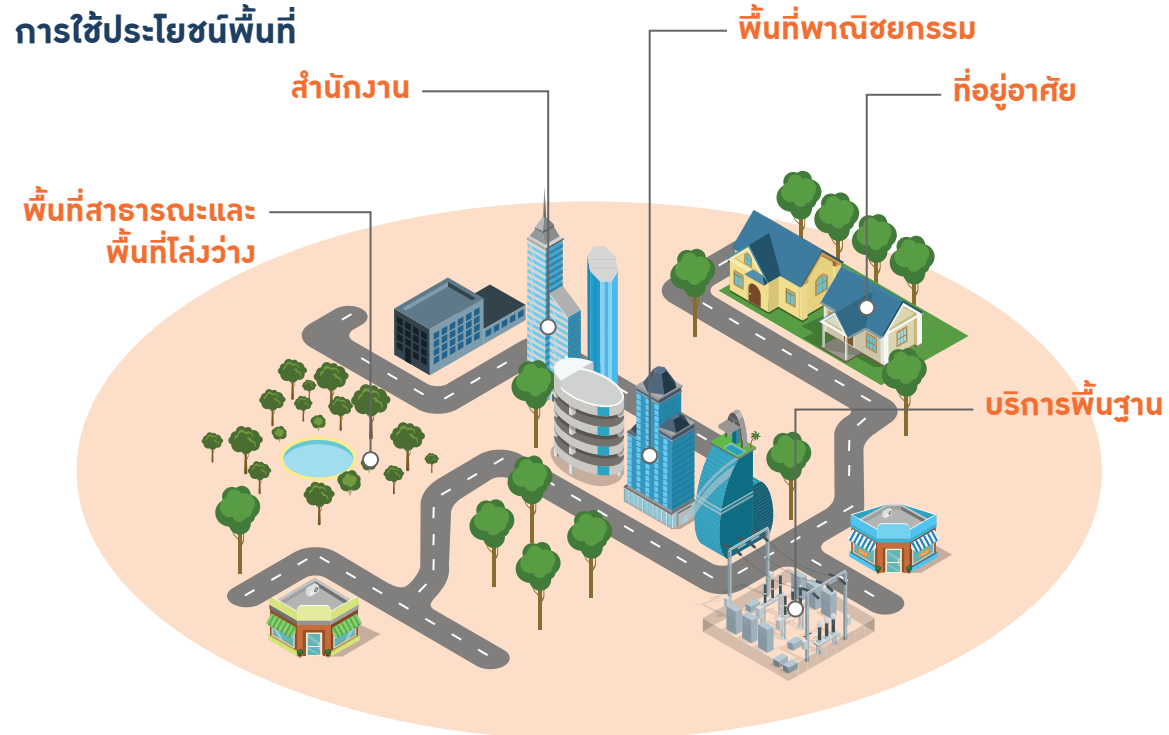 การใช้ประโยชน์พื้นที่
พื้นที่พาณิชยกรรม
สำนักงาน
ที่อยู่อาศัย
พื้นที่สาธารณะและ
พื้นที่โล่งว่าง
บริการพื้นฐาน